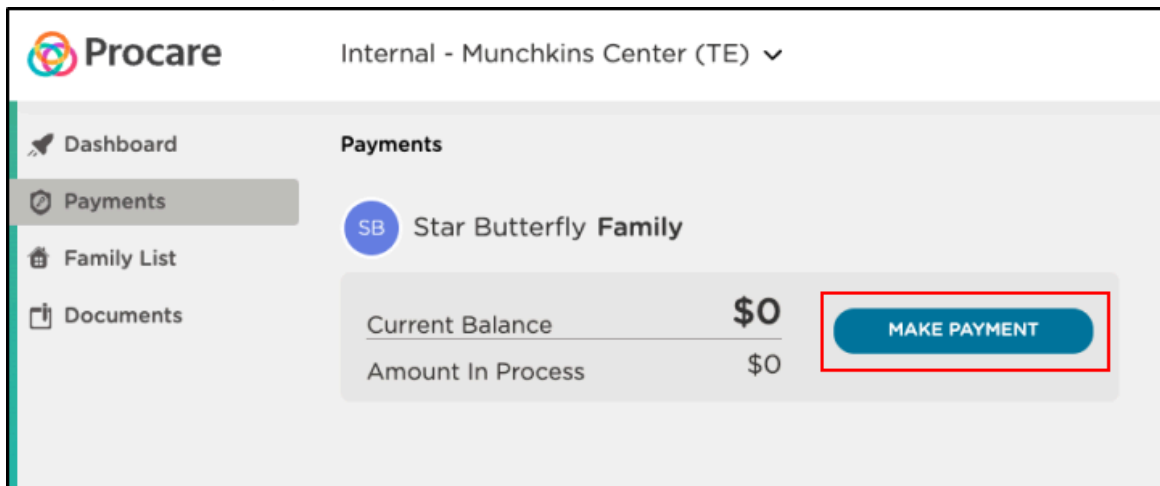 Procare
Internal - Munchkins Center (TE)
Dashboard
Payments
Family List
Documents
Payments
SB Star Butterfly Family
Current Balance $0
Amount In Process $0
MAKE PAYMENT